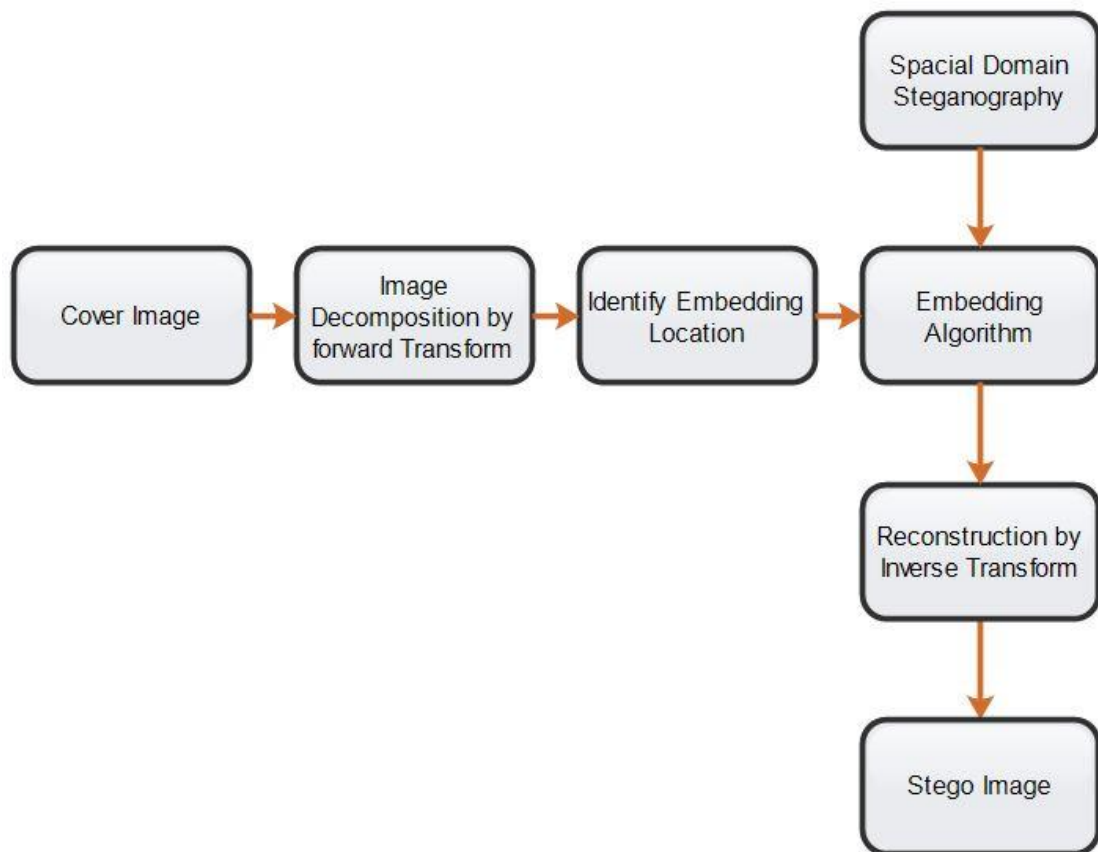 Spacial Domain
Steganography
Cover Image
Image
Decomposition by
forward Transform
Identify Embedding
Location
Embedding
Algorithm
Reconstruction by
Inverse Transform
Stego Image